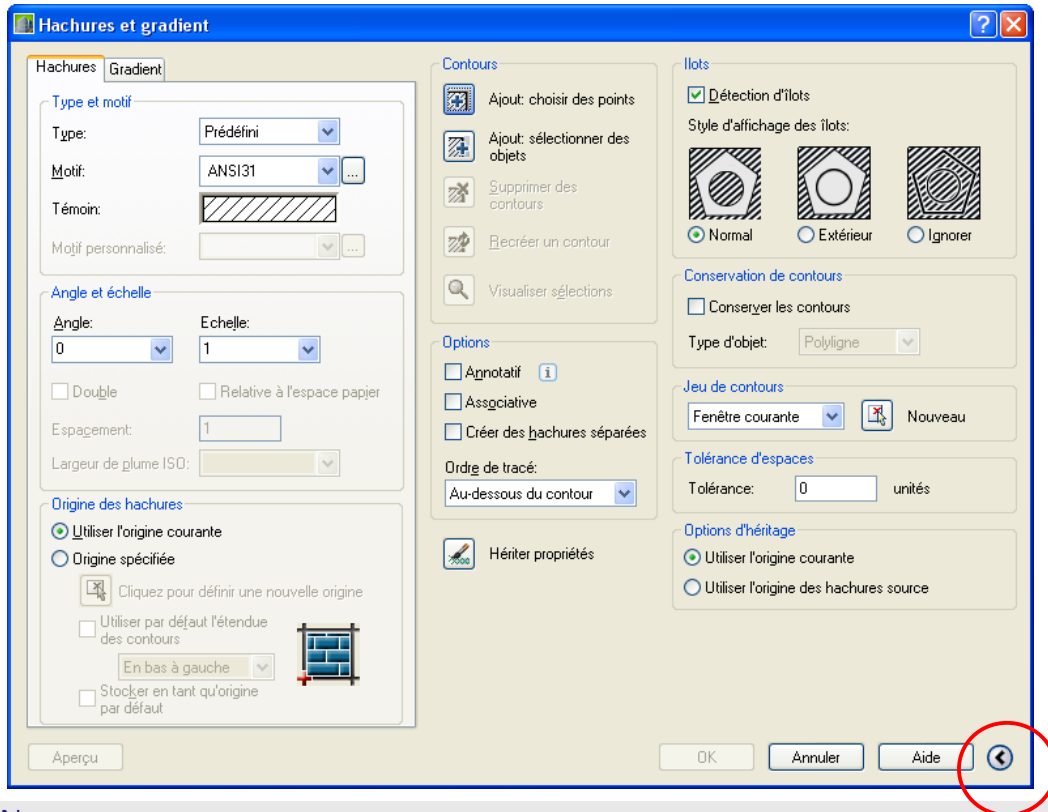 Hachures et gradient
Hachures Gradient
Type et motif
Type: Prédéfini
Motif: ANSI31 ...
Témoin:
Motif personnalisé: ...
Angle et échelle
Angle: Echelle:
0 1
Double Relative à l'espace papier
Espacement: 1
Largeur de plume ISO:
Origine des hachures
Utiliser l'origine courante
Origine spécifiée
Cliquez pour définir une nouvelle origine
Utiliser par défaut l'étendue
des contours
En bas à gauche
Stocker en tant qu'origine
par défaut
Contours
Ajout: choisir des points
Ajout: sélectionner des
objets
Supprimer des
contours
Recréer un contour
Visualiser sélections
Options
Annotatif i
Associative
Créer des hachures séparées
Ordre de tracé:
Au-dessous du contour
Hériter propriétés
Ilots
Détection d'îlots
Style d'affichage des îlots:
Normal Extérieur Ignorer
Conservation de contours
Conserver les contours
Type d'objet: Polyligne
Jeu de contours
Fenêtre courante Nouveau
Tolérance d'espaces
Tolérance: 0 unités
Options d'héritage
Utiliser l'origine courante
Utiliser l'origine des hachures source
Aperçu OK Annuler Aide